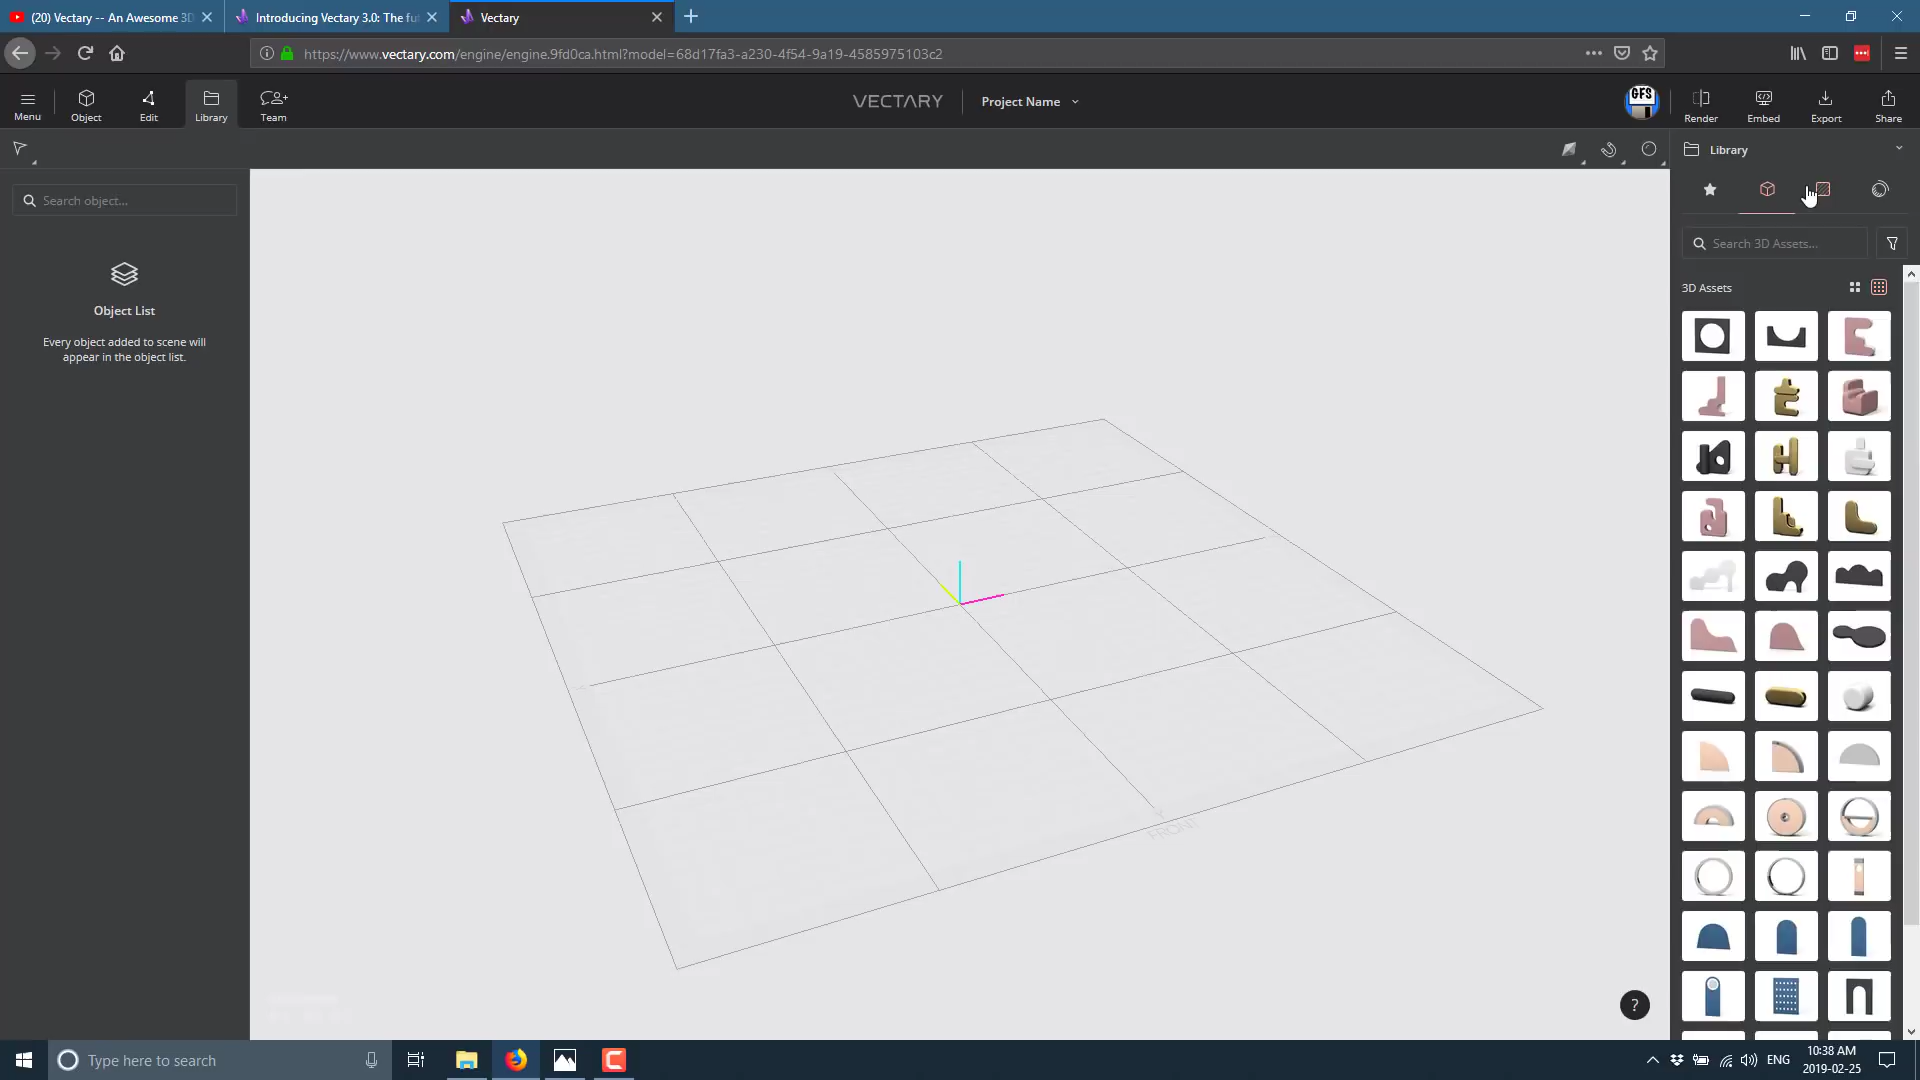 (20) Vectary -- An Awesome 3D
Introducing Vectary 3.0: The fu
Vectary
https://www.vectary.com/engine/engine.9fd0ca.html?model=68d17fa3-a230-4f54-9a19-4585975103c2
Menu
Object
Edit
Library
Team
VECTARY
Project Name
GFS
Render
Embed
Export
Share
Library
Search object...
Search 3D Assets...
3D Assets
Object List
Every object added to scene will
appear in the object list.
FRONT
?
Type here to search
ENG
10:38 AM
2019-02-25